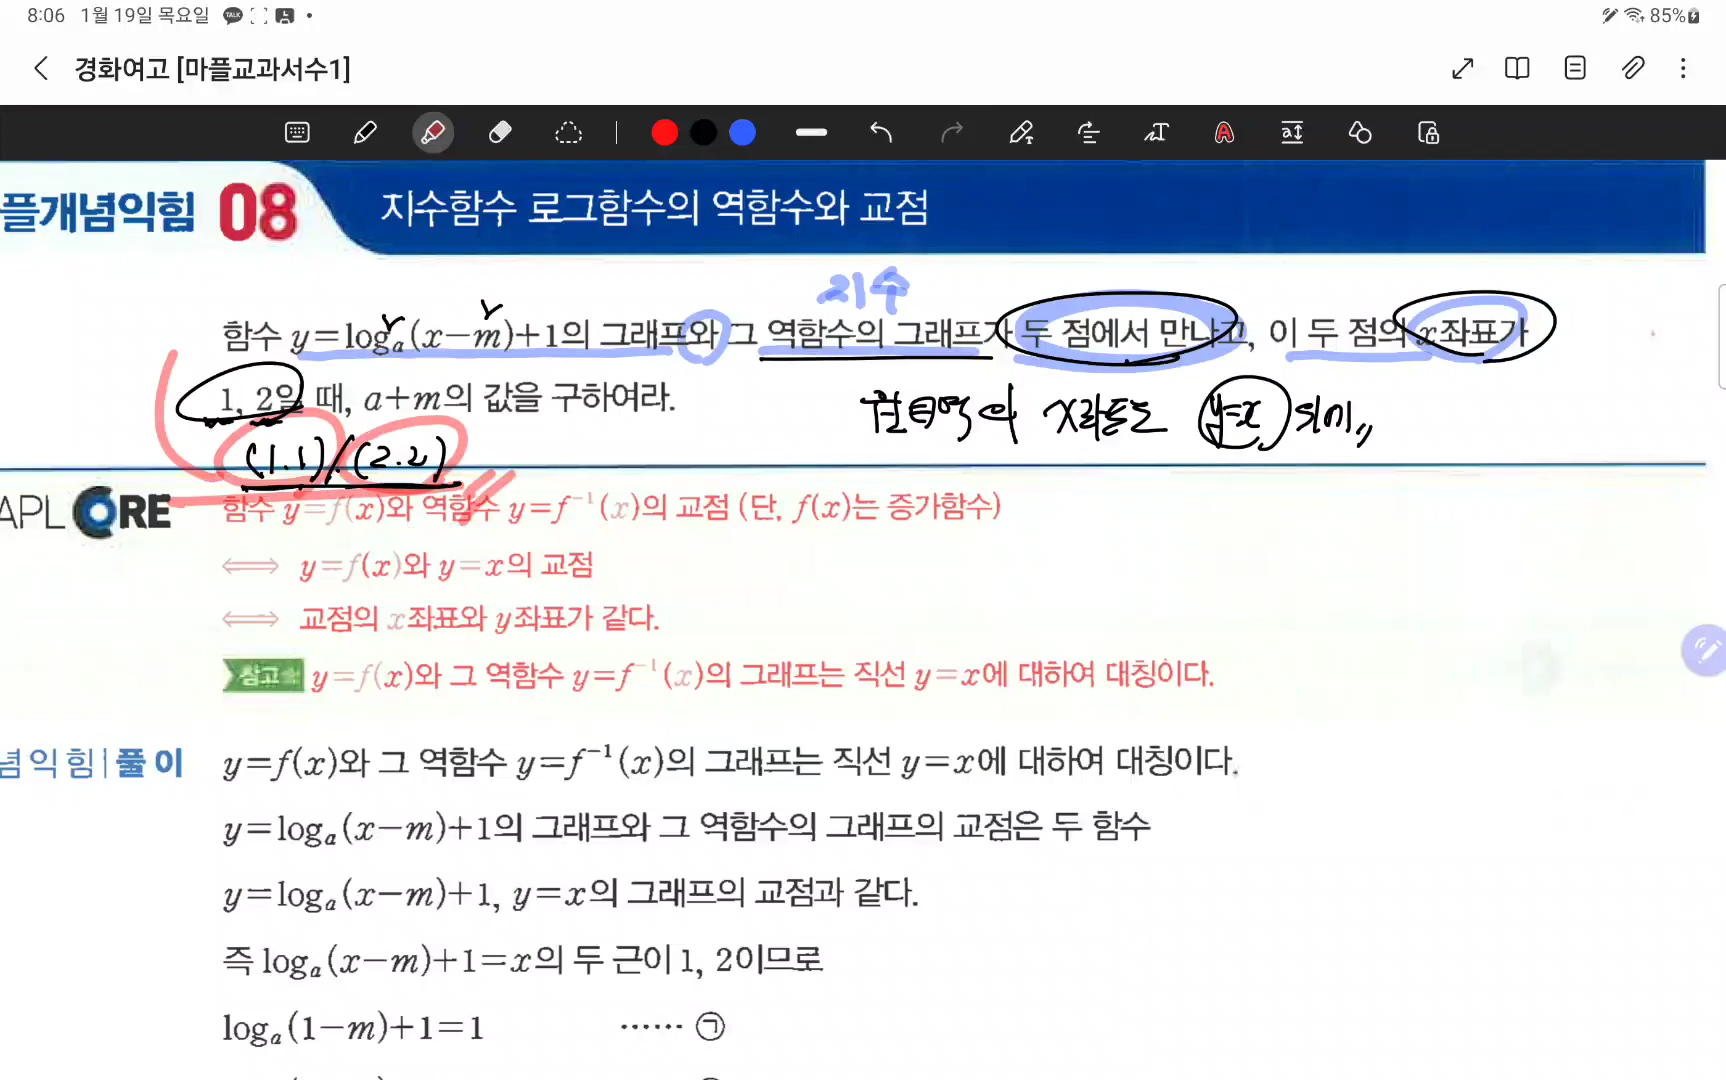 8:06 1월 19일 목요일 TALK 85%
경화여고 [마플교과서수1]
플개념익힘 08 지수함수 로그함수의 역함수와 교점
지수
함수 y=logₐ(x−m)+1의 그래프와 그 역함수의 그래프가 두 점에서 만나고, 이 두 점의 x좌표가
1, 2일 때, a+m의 값을 구하여라.
y=x
(1.1), (2.2)
APL CORE 함수 y=f(x)와 역함수 y=f⁻¹(x)의 교점 (단, f(x)는 증가함수)
⟺ y=f(x)와 y=x의 교점
⟺ 교점의 x좌표와 y좌표가 같다.
참고 y=f(x)와 그 역함수 y=f⁻¹(x)의 그래프는 직선 y=x에 대하여 대칭이다.
념익힘|풀이 y=f(x)와 그 역함수 y=f⁻¹(x)의 그래프는 직선 y=x에 대하여 대칭이다.
y=logₐ(x−m)+1의 그래프와 그 역함수의 그래프의 교점은 두 함수
y=logₐ(x−m)+1, y=x의 그래프의 교점과 같다.
즉 logₐ(x−m)+1=x의 두 근이 1, 2이므로
logₐ(1−m)+1=1 …… ㉠